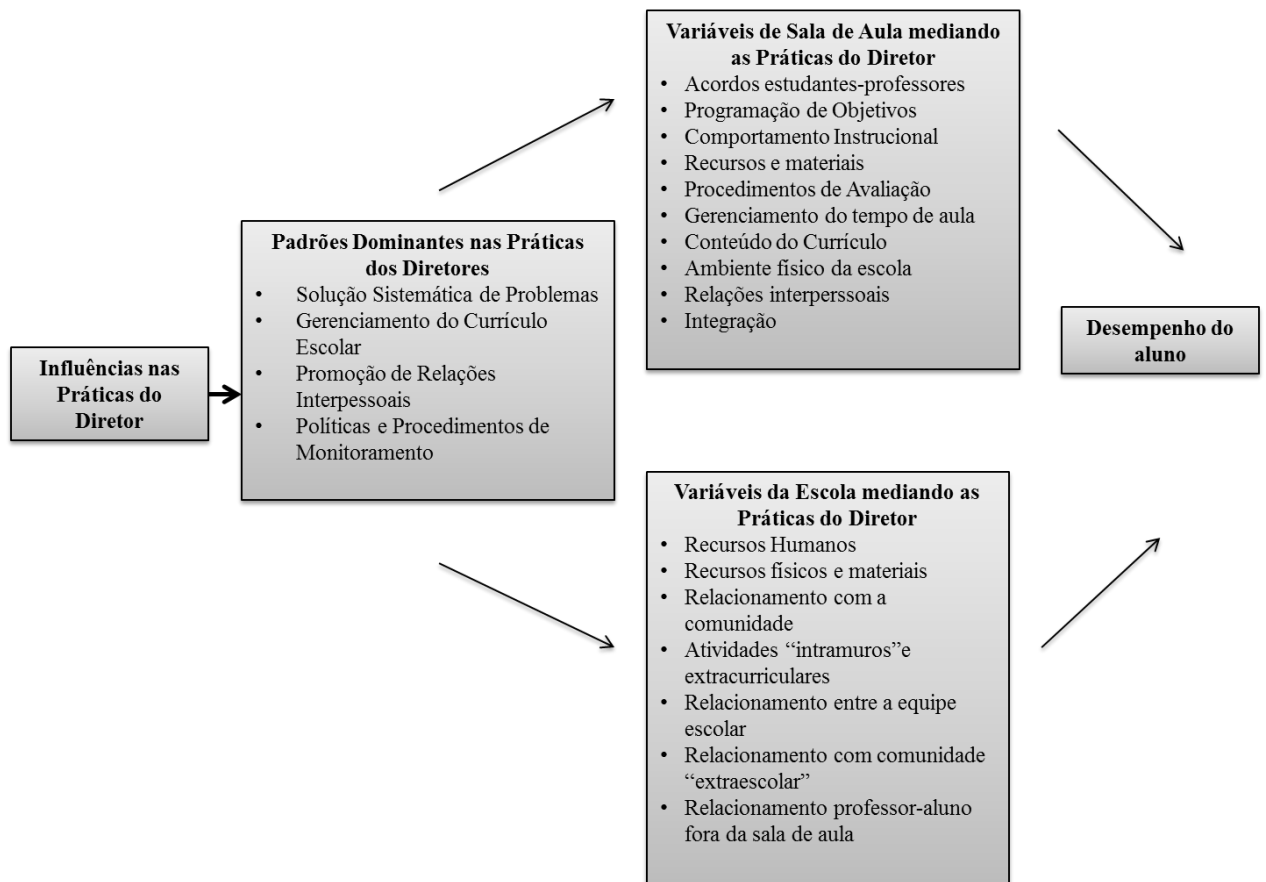 Influências nas
Práticas do
Diretor
Padrões Dominantes nas Práticas
dos Diretores
• Solução Sistemática de Problemas
• Gerenciamento do Currículo
Escolar
• Promoção de Relações
Interpessoais
• Políticas e Procedimentos de
Monitoramento
Variáveis de Sala de Aula mediando
as Práticas do Diretor
• Acordos estudantes-professores
• Programação de Objetivos
• Comportamento Instrucional
• Recursos e materiais
• Procedimentos de Avaliação
• Gerenciamento do tempo de aula
• Conteúdo do Currículo
• Ambiente físico da escola
• Relações interperssoais
• Integração
Variáveis da Escola mediando as
Práticas do Diretor
• Recursos Humanos
• Recursos físicos e materiais
• Relacionamento com a
comunidade
• Atividades “intramuros”e
extracurriculares
• Relacionamento entre a equipe
escolar
• Relacionamento com comunidade
“extraescolar”
• Relacionamento professor-aluno
fora da sala de aula
Desempenho do
aluno